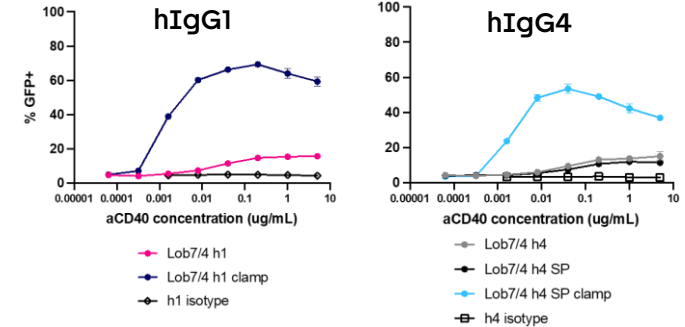 hIgG1
hIgG4
% GFP+
100
80
60
40
20
0
0.00001 0.0001 0.001 0.01 0.1 1 10
aCD40 concentration (ug/mL)
Lob7/4 h1
Lob7/4 h1 clamp
h1 isotype
100
80
60
40
20
0
0.00001 0.0001 0.001 0.01 0.1 1 10
aCD40 concentration (ug/mL)
Lob7/4 h4
Lob7/4 h4 SP
Lob7/4 h4 SP clamp
h4 isotype